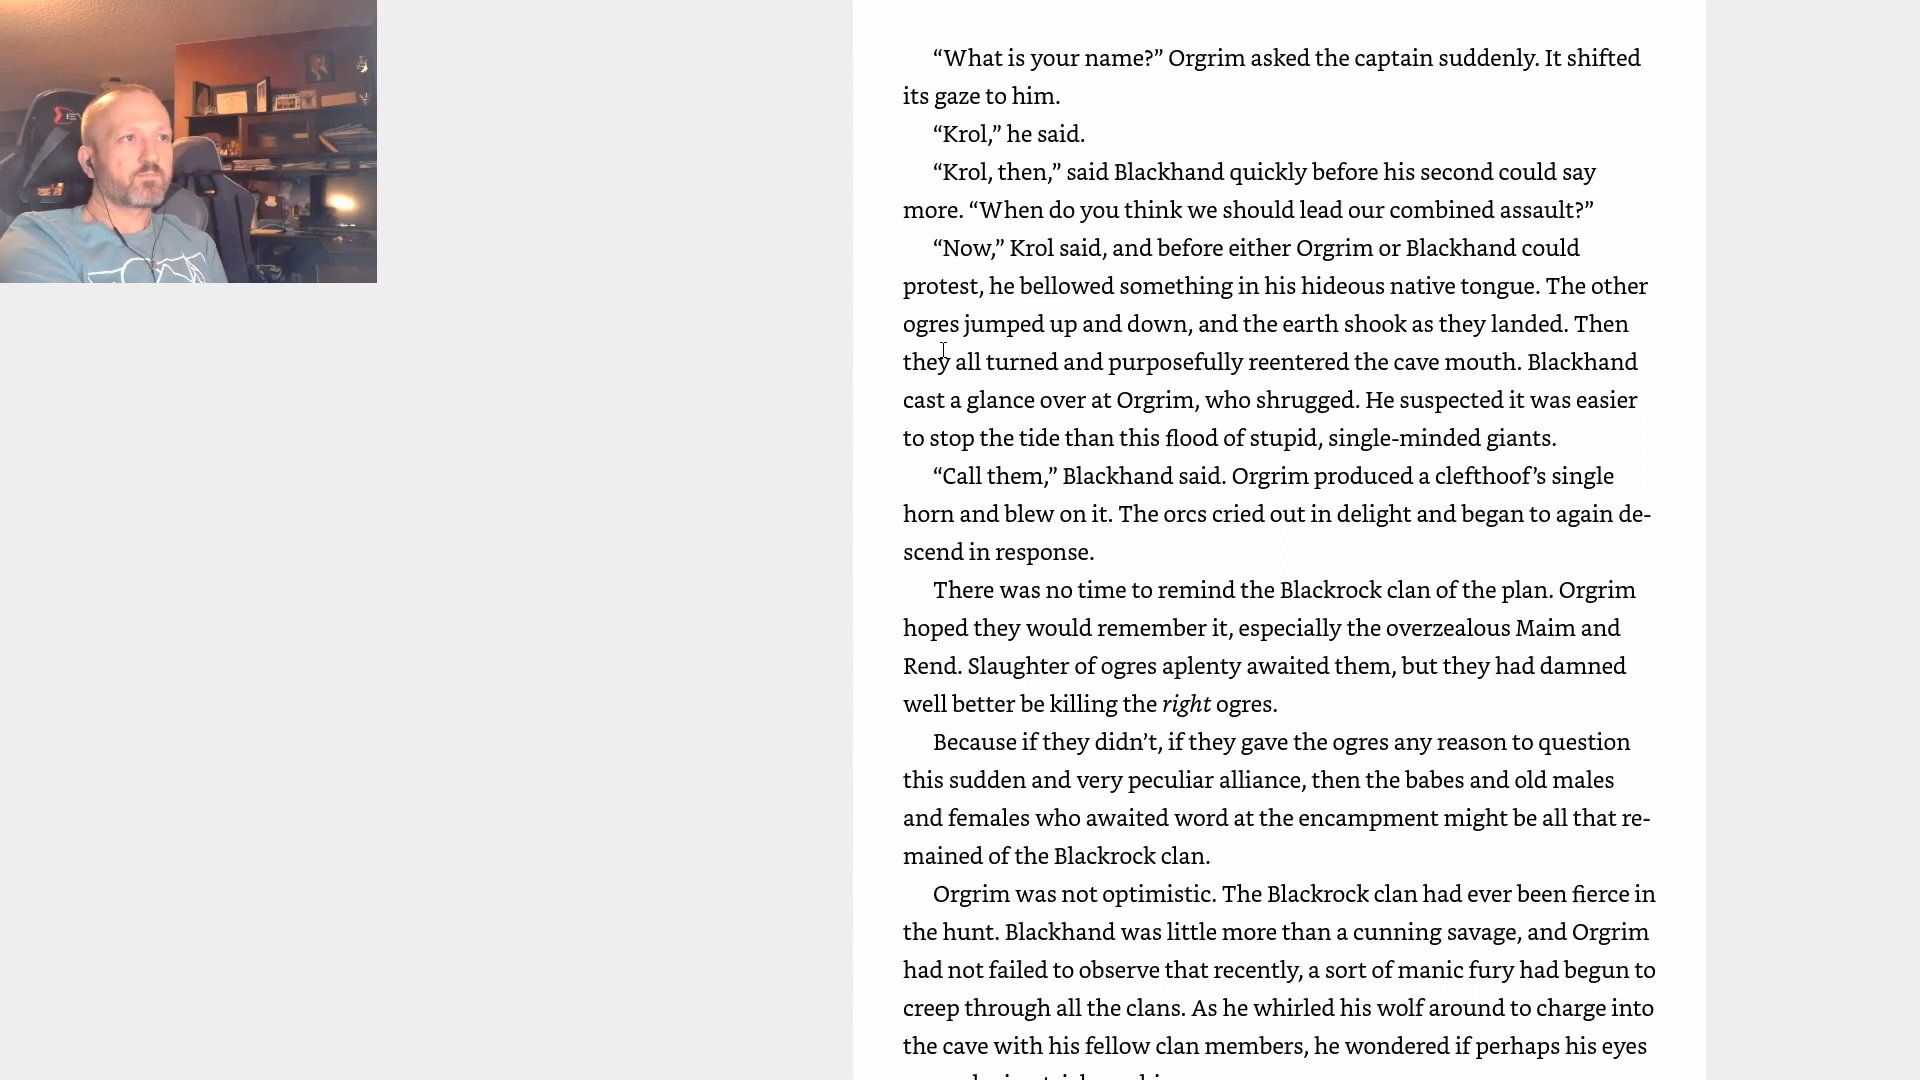 “What is your name?” Orgrim asked the captain suddenly. It shifted
its gaze to him.
“Krol,” he said.
“Krol, then,” said Blackhand quickly before his second could say
more. “When do you think we should lead our combined assault?”
“Now,” Krol said, and before either Orgrim or Blackhand could
protest, he bellowed something in his hideous native tongue. The other
ogres jumped up and down, and the earth shook as they landed. Then
they all turned and purposefully reentered the cave mouth. Blackhand
cast a glance over at Orgrim, who shrugged. He suspected it was easier
to stop the tide than this flood of stupid, single-minded giants.
“Call them,” Blackhand said. Orgrim produced a clefthoof’s single
horn and blew on it. The orcs cried out in delight and began to again de-
scend in response.
There was no time to remind the Blackrock clan of the plan. Orgrim
hoped they would remember it, especially the overzealous Maim and
Rend. Slaughter of ogres aplenty awaited them, but they had damned
well better be killing the right ogres.
Because if they didn’t, if they gave the ogres any reason to question
this sudden and very peculiar alliance, then the babes and old males
and females who awaited word at the encampment might be all that re-
mained of the Blackrock clan.
Orgrim was not optimistic. The Blackrock clan had ever been fierce in
the hunt. Blackhand was little more than a cunning savage, and Orgrim
had not failed to observe that recently, a sort of manic fury had begun to
creep through all the clans. As he whirled his wolf around to charge into
the cave with his fellow clan members, he wondered if perhaps his eyes